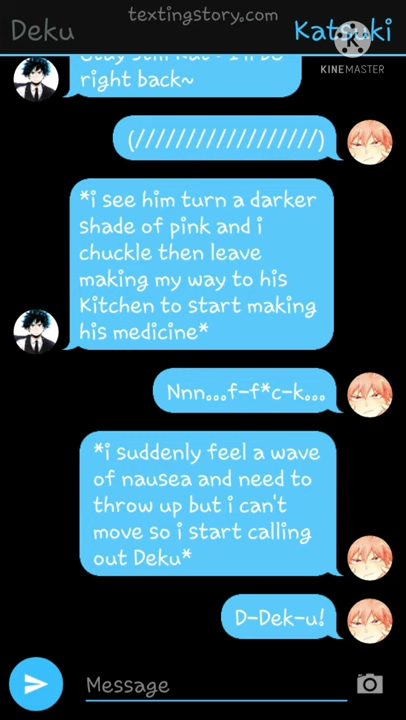 textingstory.com
Deku
Katsuki
KINEMASTER
right back~
(/////////////////)
*i see him turn a darker
shade of pink and i
chuckle then leave
making my way to his
Kitchen to start making
his medicine*
Nnn...f-f*c-k...
*i suddenly feel a wave
of nausea and need to
throw up but i can't
move so i start calling
out Deku*
D-Dek-u!
Message